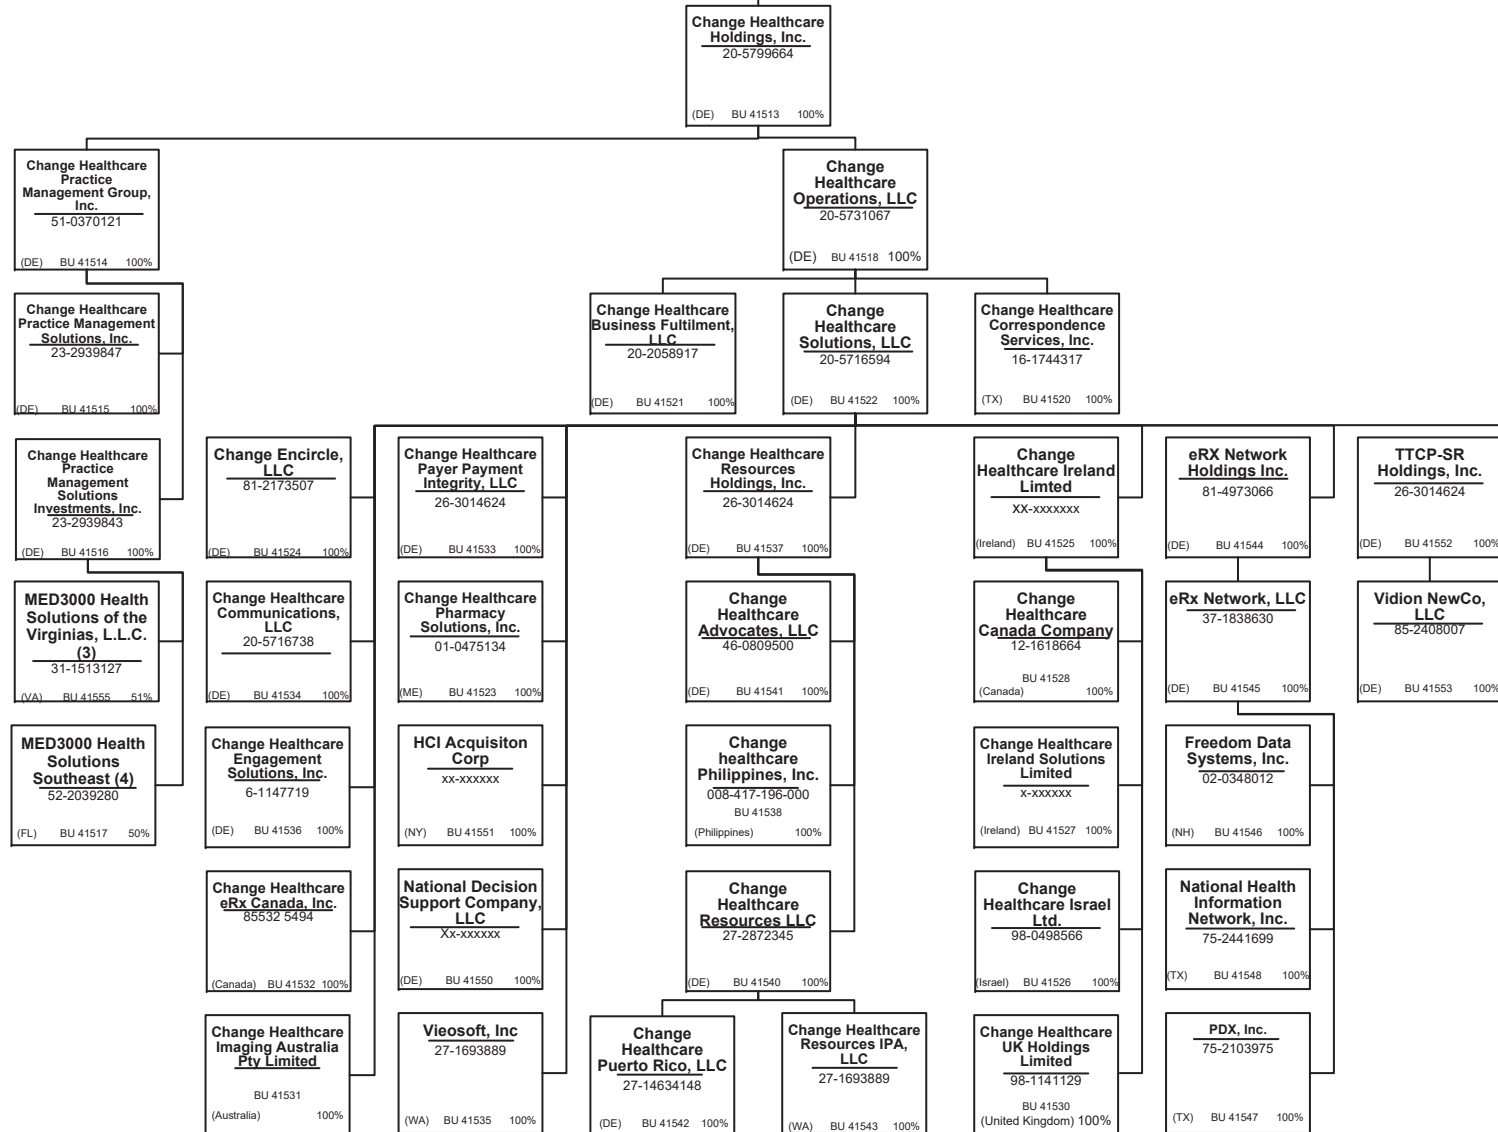 Change Healthcare
Holdings, Inc.
20-5799664
(DE) BU 41513 100%
Change Healthcare
Practice
Management Group,
Inc.
51-0370121
(DE) BU 41514 100%
Change
Healthcare
Operations, LLC
20-5731067
(DE) BU 41518 100%
Change Healthcare
Practice Management
Solutions, Inc.
23-2939847
(DE) BU 41515 100%
Change Healthcare
Business Fultilment,
LLC
20-2058917
(DE) BU 41521 100%
Change
Healthcare
Solutions, LLC
20-5716594
(DE) BU 41522 100%
Change Healthcare
Correspondence
Services, Inc.
16-1744317
(TX) BU 41520 100%
Change Healthcare
Practice
Management
Solutions
Investments, Inc.
23-2939843
(DE) BU 41516 100%
Change Encircle,
LLC
81-2173507
(DE) BU 41524 100%
Change Healthcare
Payer Payment
Integrity, LLC
26-3014624
(DE) BU 41533 100%
Change Healthcare
Resources
Holdings, Inc.
26-3014624
(DE) BU 41537 100%
Change
Healthcare Ireland
Limted
XX-xxxxxxx
(Ireland) BU 41525 100%
eRX Network
Holdings Inc.
81-4973066
(DE) BU 41544 100%
TTCP-SR
Holdings, Inc.
26-3014624
(DE) BU 41552 100%
MED3000 Health
Solutions of the
Virginias, L.L.C.
(3)
31-1513127
(VA) BU 41555 51%
Change Healthcare
Communications,
LLC
20-5716738
(DE) BU 41534 100%
Change Healthcare
Pharmacy
Solutions, Inc.
01-0475134
(ME) BU 41523 100%
Change
Healthcare
Advocates, LLC
46-0809500
(DE) BU 41541 100%
Change
Healthcare
Canada Company
12-1618664
BU 41528
(Canada) 100%
eRx Network, LLC
37-1838630
(DE) BU 41545 100%
Vidion NewCo,
LLC
85-2408007
(DE) BU 41553 100%
MED3000 Health
Solutions
Southeast (4)
52-2039280
(FL) BU 41517 50%
Change Healthcare
Engagement
Solutions, Inc.
6-1147719
(DE) BU 41536 100%
HCI Acquisiton
Corp
xx-xxxxxx
(NY) BU 41551 100%
Change
healthcare
Philippines, Inc.
008-417-196-000
BU 41538
(Philippines) 100%
Change Healthcare
Ireland Solutions
Limited
x-xxxxxx
(Ireland) BU 41527 100%
Freedom Data
Systems, Inc.
02-0348012
(NH) BU 41546 100%
Change Healthcare
eRx Canada, Inc.
85532 5494
(Canada) BU 41532 100%
National Decision
Support Company,
LLC
Xx-xxxxxx
(DE) BU 41550 100%
Change
Healthcare
Resources LLC
27-2872345
(DE) BU 41540 100%
Change
Healthcare Israel
Ltd.
98-0498566
(Israel) BU 41526 100%
National Health
Information
Network, Inc.
75-2441699
(TX) BU 41548 100%
Change Healthcare
Imaging Australia
Pty Limited
BU 41531
(Australia) 100%
Vieosoft, Inc
27-1693889
(WA) BU 41535 100%
Change
Healthcare
Puerto Rico, LLC
27-14634148
(DE) BU 41542 100%
Change Healthcare
Resources IPA,
LLC
27-1693889
(WA) BU 41543 100%
Change Healthcare
UK Holdings
Limited
98-1141129
BU 41530
(United Kingdom) 100%
PDX, Inc.
75-2103975
(TX) BU 41547 100%